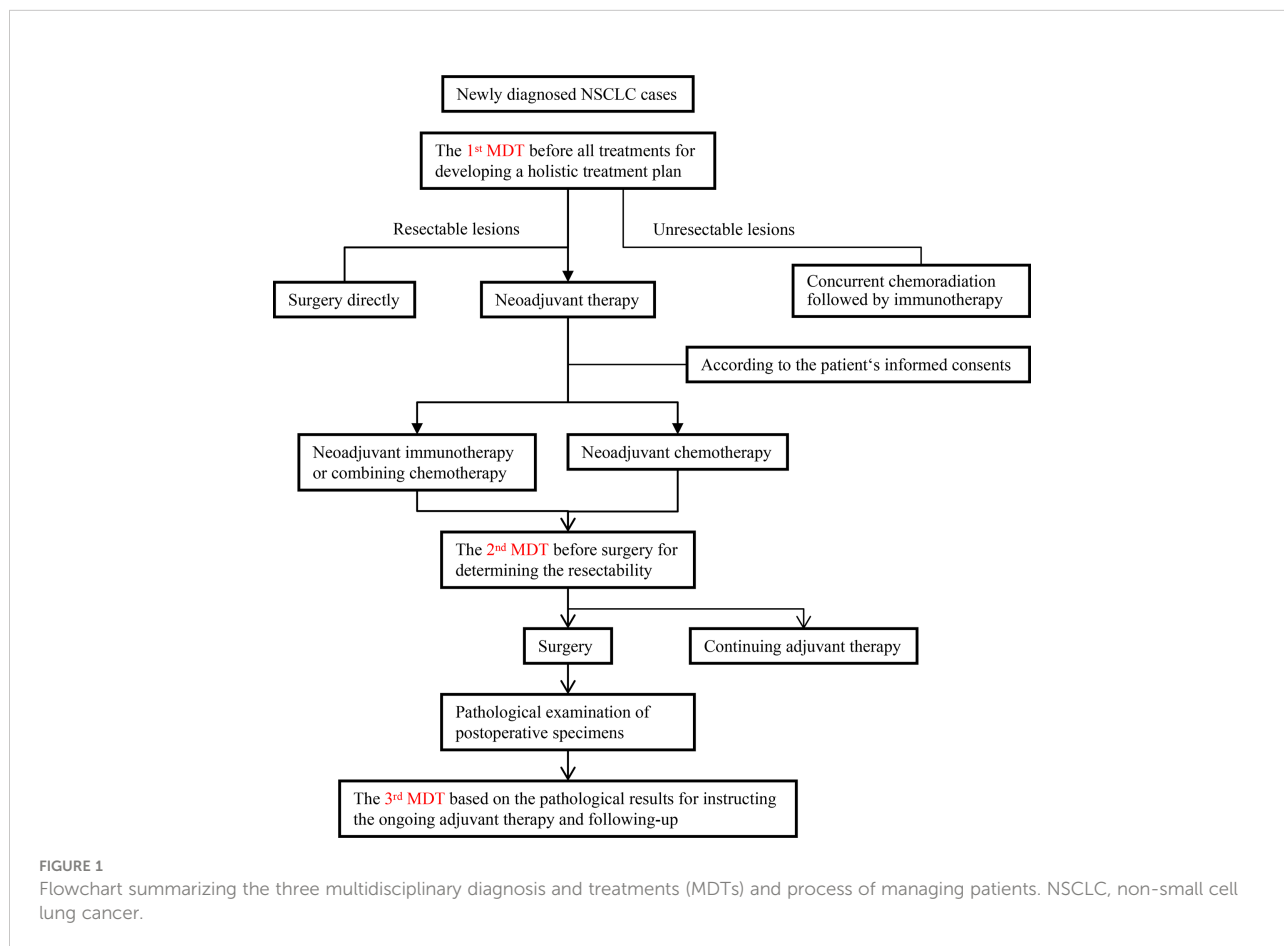 Newly diagnosed NSCLC cases
The 1st MDT before all treatments for
developing a holistic treatment plan
Resectable lesions
Unresectable lesions
Surgery directly
Neoadjuvant therapy
Concurrent chemoradiation
followed by immunotherapy
According to the patient‘s informed consents
Neoadjuvant immunotherapy
or combining chemotherapy
Neoadjuvant chemotherapy
The 2nd MDT before surgery for
determining the resectability
Surgery
Continuing adjuvant therapy
Pathological examination of
postoperative specimens
The 3rd MDT based on the pathological results for instructing
the ongoing adjuvant therapy and following-up
FIGURE 1
Flowchart summarizing the three multidisciplinary diagnosis and treatments (MDTs) and process of managing patients. NSCLC, non-small cell
lung cancer.